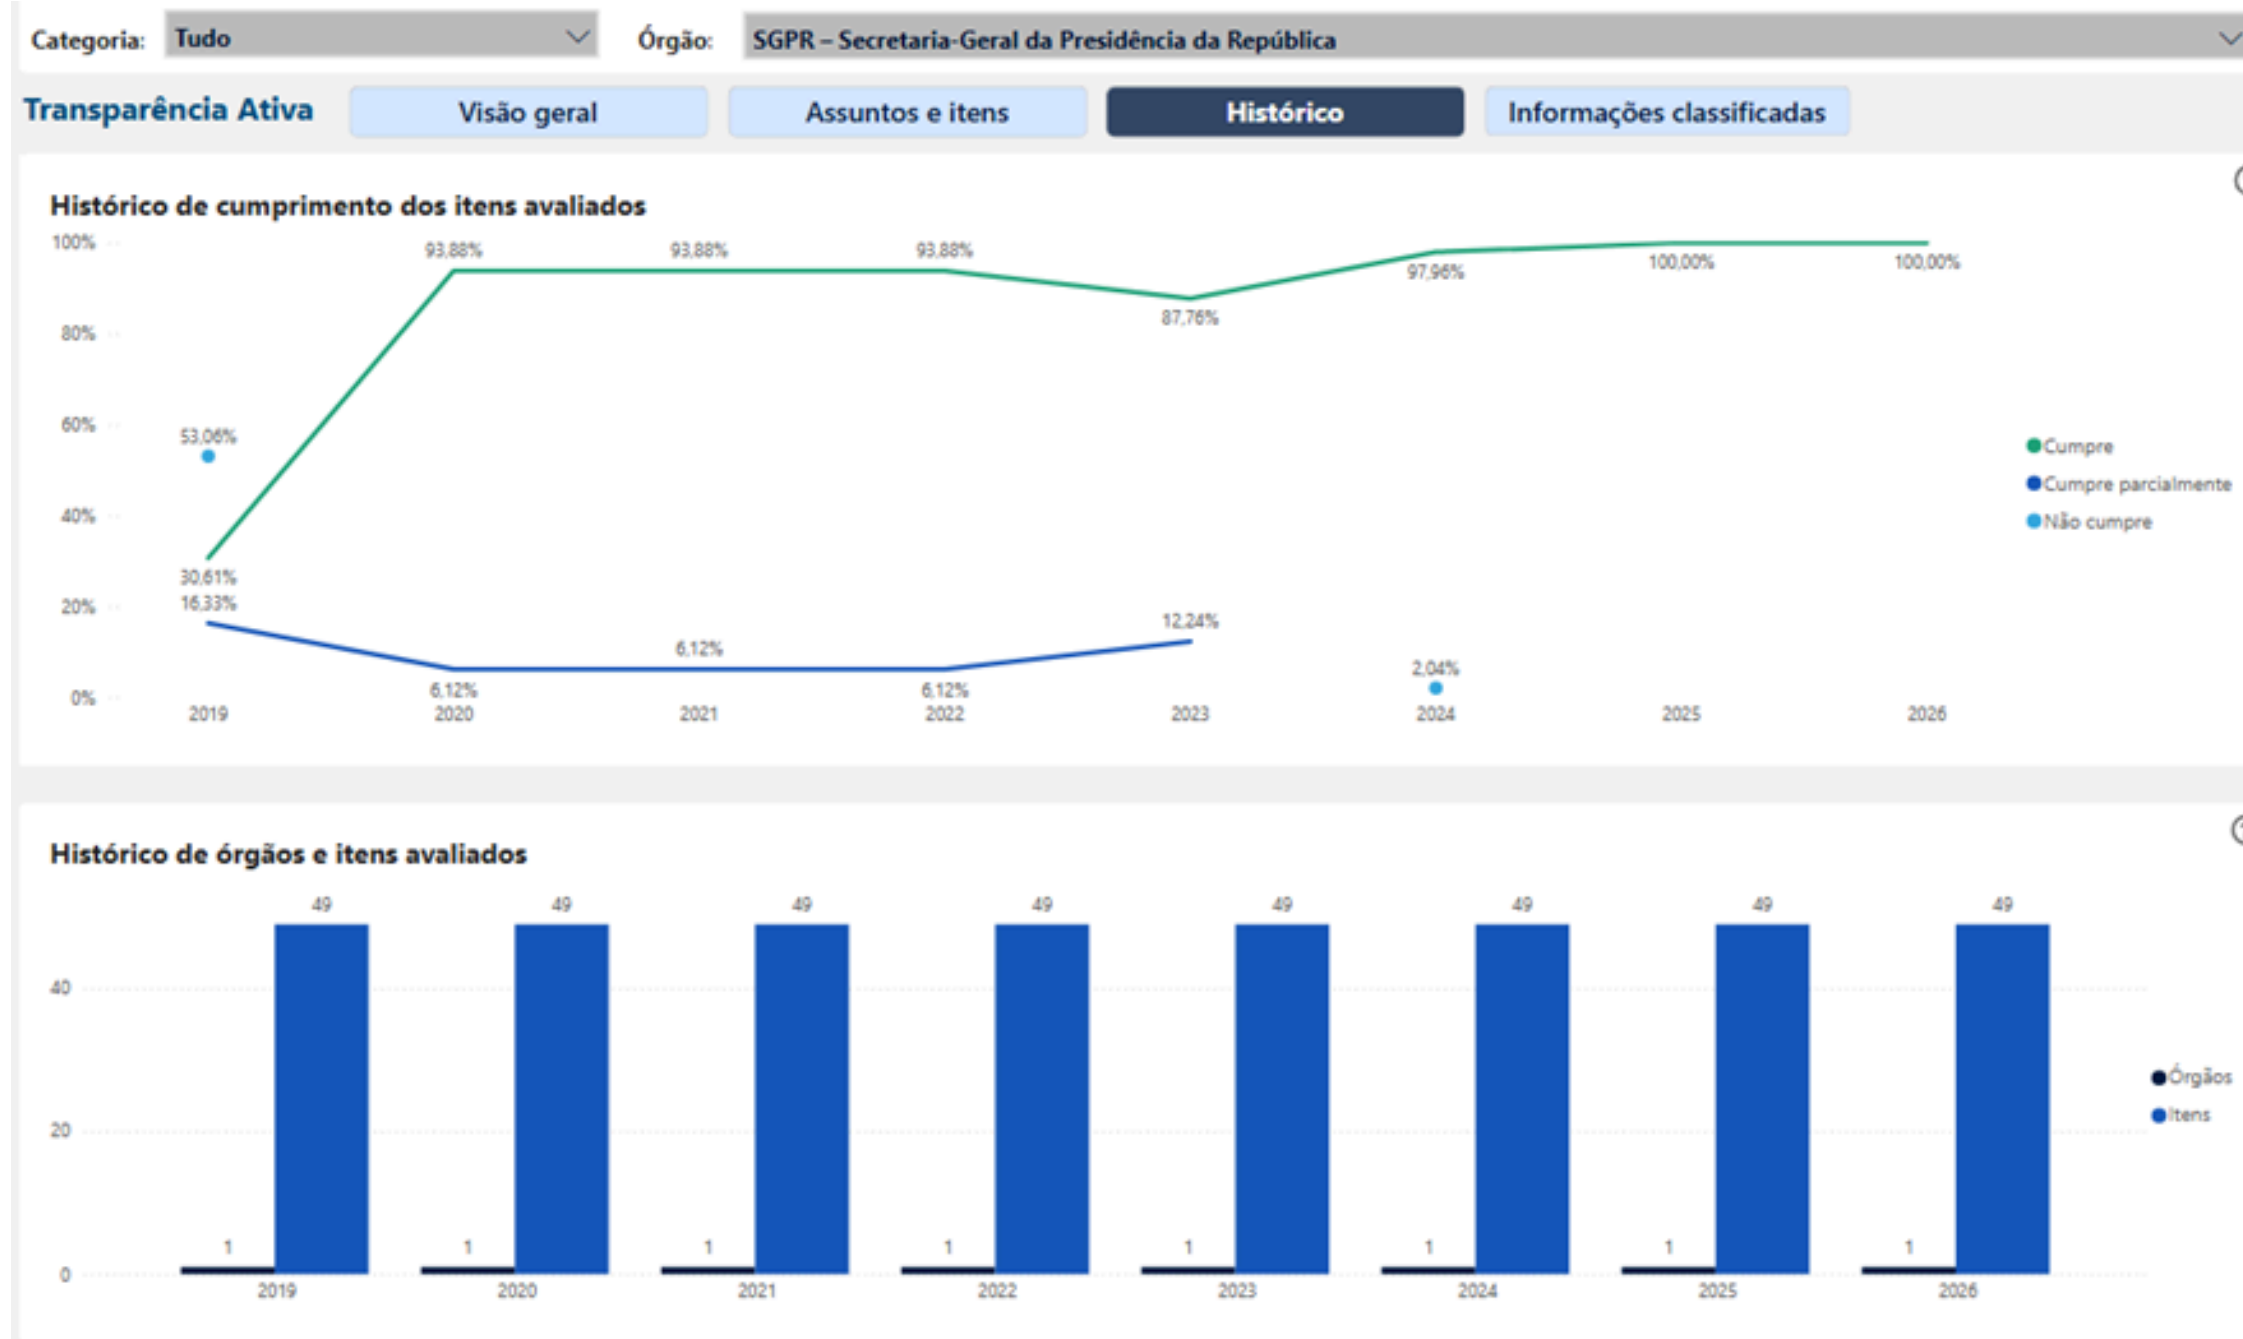 Categoria: Tudo Órgão: SGPR – Secretaria-Geral da Presidência da República
Transparência Ativa Visão geral Assuntos e itens Histórico Informações classificadas
Histórico de cumprimento dos itens avaliados
100%
93,88% 93,88% 93,88%
97,96% 100,00% 100,00%
87,76%
80%
60%
53,06%
Cumpre
Cumpre parcialmente
Não cumpre
40%
30,61%
20%
16,33%
12,24%
6,12%
2,04%
6,12% 6,12%
0%
2019 2020 2021 2022 2023 2024 2025 2026
Histórico de órgãos e itens avaliados
49 49 49 49 49 49 49 49
40
Órgãos
Itens
20
1 1 1 1 1 1 1 1
0
2019 2020 2021 2022 2023 2024 2025 2026